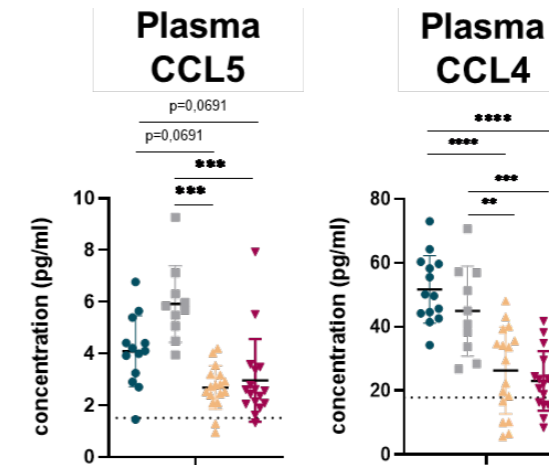 Plasma
CCL5
p=0,0691
p=0,0691
***
***
concentration (pg/ml)
10
8
6
4
2
0
Plasma
CCL4
****
****
***
**
concentration (pg/ml)
80
60
40
20
0